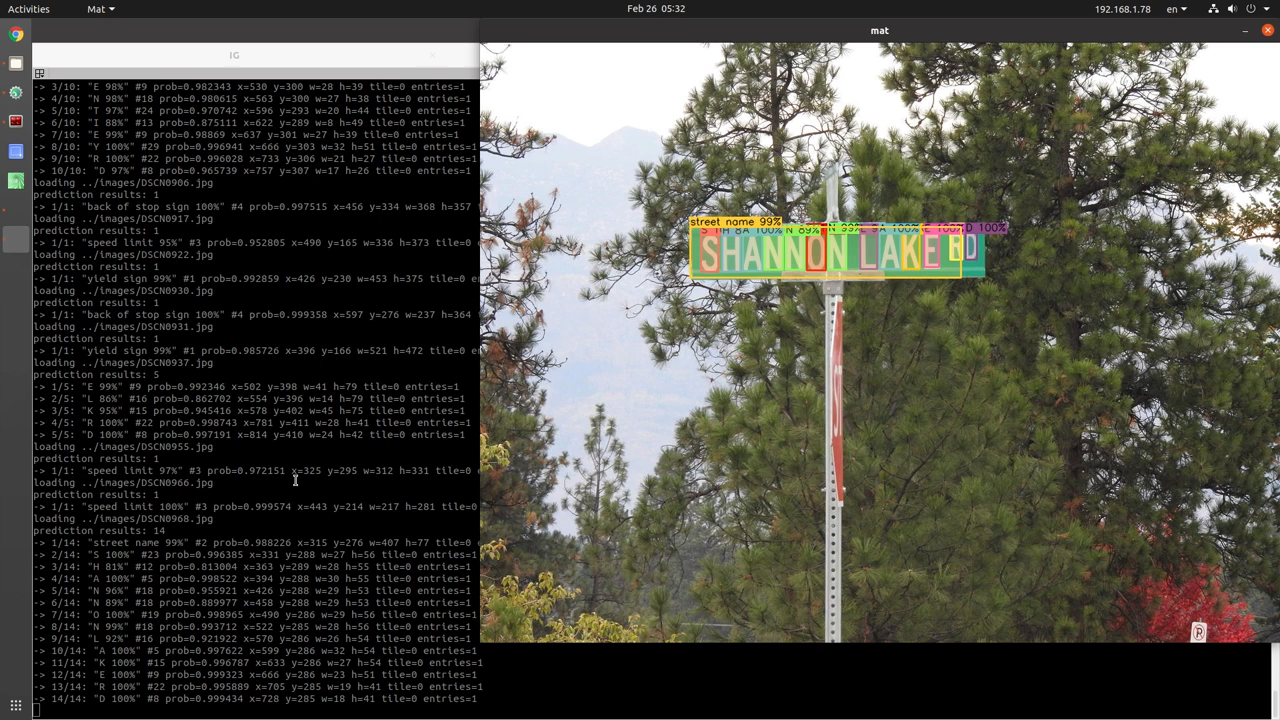 Activities
Mat
Feb 26 05:32
192.168.1.78
en
IG
mat
-> 3/10: "E 98%" #9 prob=0.982343 x=530 y=300 w=28 h=39 tile=0 entries=1
-> 4/10: "N 98%" #18 prob=0.980615 x=563 y=300 w=27 h=38 tile=0 entries=1
-> 5/10: "T 97%" #24 prob=0.970742 x=596 y=293 w=20 h=44 tile=0 entries=1
-> 6/10: "I 88%" #13 prob=0.875111 x=622 y=289 w=8 h=49 tile=0 entries=1
-> 7/10: "E 99%" #9 prob=0.98869 x=637 y=301 w=27 h=39 tile=0 entries=1
-> 8/10: "Y 100%" #29 prob=0.996941 x=666 y=303 w=32 h=51 tile=0 entries=1
-> 9/10: "R 100%" #22 prob=0.996028 x=733 y=306 w=21 h=27 tile=0 entries=1
-> 10/10: "D 97%" #8 prob=0.965739 x=757 y=307 w=17 h=26 tile=0 entries=1
loading ../images/DSCN0906.jpg
prediction results: 1
-> 1/1: "back of stop sign 100%" #4 prob=0.997515 x=456 y=334 w=368 h=357
loading ../images/DSCN0917.jpg
prediction results: 1
-> 1/1: "speed limit 95%" #3 prob=0.952805 x=490 y=165 w=336 h=373 tile=0
loading ../images/DSCN0922.jpg
prediction results: 1
-> 1/1: "yield sign 99%" #1 prob=0.992859 x=426 y=230 w=453 h=375 tile=0
loading ../images/DSCN0930.jpg
prediction results: 1
-> 1/1: "back of stop sign 100%" #4 prob=0.999358 x=597 y=276 w=237 h=364
loading ../images/DSCN0931.jpg
prediction results: 1
-> 1/1: "yield sign 99%" #1 prob=0.985726 x=396 y=166 w=521 h=472 tile=0
loading ../images/DSCN0937.jpg
prediction results: 5
-> 1/5: "E 99%" #9 prob=0.992346 x=502 y=398 w=41 h=79 tile=0 entries=1
-> 2/5: "L 86%" #16 prob=0.862702 x=554 y=396 w=14 h=79 tile=0 entries=1
-> 3/5: "K 95%" #15 prob=0.945416 x=578 y=402 w=45 h=75 tile=0 entries=1
-> 4/5: "R 100%" #22 prob=0.998743 x=781 y=411 w=28 h=41 tile=0 entries=1
-> 5/5: "D 100%" #8 prob=0.997191 x=814 y=410 w=24 h=42 tile=0 entries=1
loading ../images/DSCN0955.jpg
prediction results: 1
-> 1/1: "speed limit 97%" #3 prob=0.972151 x=325 y=295 w=312 h=331 tile=0
loading ../images/DSCN0966.jpg
prediction results: 1
-> 1/1: "speed limit 100%" #3 prob=0.999574 x=443 y=214 w=217 h=281 tile=0
loading ../images/DSCN0968.jpg
prediction results: 14
-> 1/14: "street name 99%" #2 prob=0.988226 x=315 y=276 w=407 h=77 tile=0
-> 2/14: "S 100%" #23 prob=0.996385 x=331 y=288 w=27 h=56 tile=0 entries=1
-> 3/14: "H 81%" #12 prob=0.813004 x=363 y=289 w=28 h=55 tile=0 entries=1
-> 4/14: "A 100%" #5 prob=0.998522 x=394 y=288 w=30 h=55 tile=0 entries=1
-> 5/14: "N 96%" #18 prob=0.955921 x=426 y=288 w=29 h=53 tile=0 entries=1
-> 6/14: "N 89%" #18 prob=0.889977 x=458 y=288 w=29 h=53 tile=0 entries=1
-> 7/14: "O 100%" #19 prob=0.998965 x=490 y=286 w=29 h=56 tile=0 entries=1
-> 8/14: "N 99%" #18 prob=0.993712 x=522 y=285 w=28 h=56 tile=0 entries=1
-> 9/14: "L 92%" #16 prob=0.921922 x=570 y=286 w=26 h=54 tile=0 entries=1
-> 10/14: "A 100%" #5 prob=0.997622 x=599 y=286 w=32 h=54 tile=0 entries=1
-> 11/14: "K 100%" #15 prob=0.996787 x=633 y=286 w=27 h=54 tile=0 entries=1
-> 12/14: "E 100%" #9 prob=0.999323 x=666 y=286 w=23 h=51 tile=0 entries=1
-> 13/14: "R 100%" #22 prob=0.995889 x=705 y=285 w=19 h=41 tile=0 entries=1
-> 14/14: "D 100%" #8 prob=0.999434 x=728 y=285 w=18 h=41 tile=0 entries=1
street name 99%
N 89% N 99% 100% D 100%
SHANNON LAKE RD
R